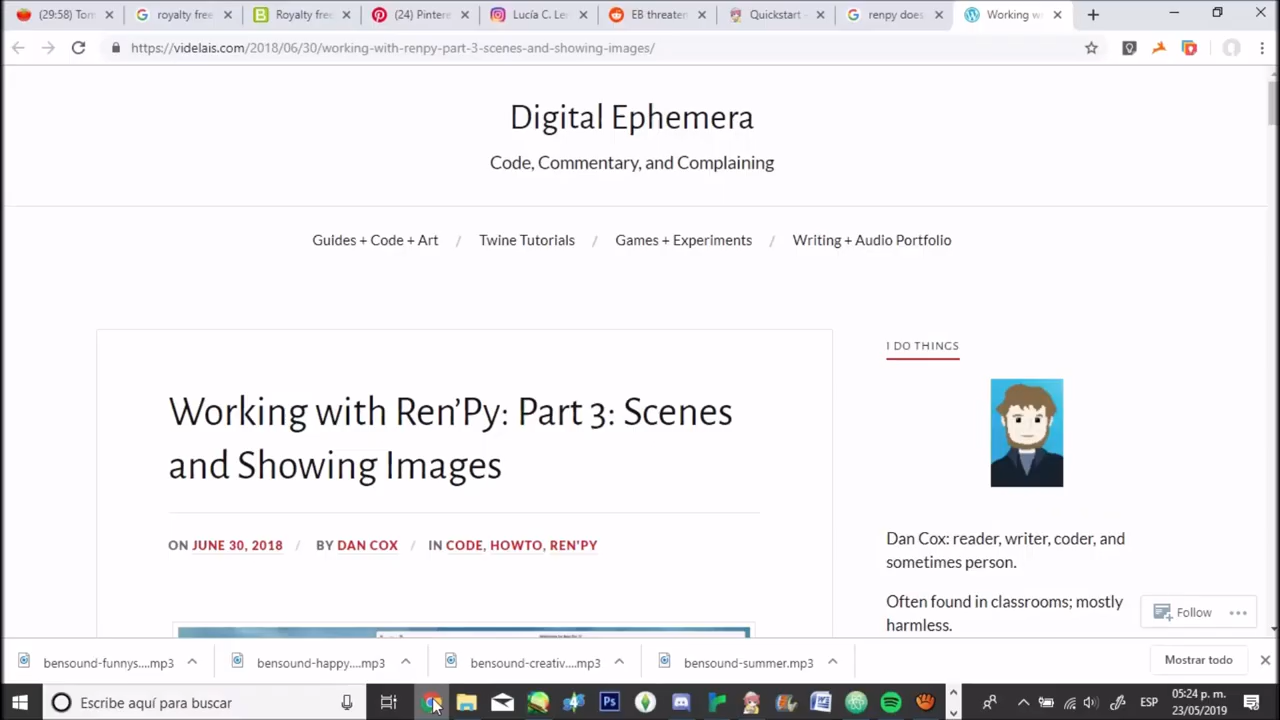 (29:58) Tom
royalty free
Royalty free
(24) Pintere
Lucía C. Le
EB threaten
Quickstart -
renpy does
Working w
https://videlais.com/2018/06/30/working-with-renpy-part-3-scenes-and-showing-images/
Digital Ephemera
Code, Commentary, and Complaining
Guides + Code + Art / Twine Tutorials / Games + Experiments / Writing + Audio Portfolio
Working with Ren'Py: Part 3: Scenes
and Showing Images
ON JUNE 30, 2018 / BY DAN COX / IN CODE, HOWTO, REN'PY
I DO THINGS
Dan Cox: reader, writer, coder, and
sometimes person.
Often found in classrooms; mostly
harmless.
Follow
bensound-funnys....mp3
bensound-happy....mp3
bensound-creativ....mp3
bensound-summer.mp3
Mostrar todo
Escribe aquí para buscar
Ps
ESP
05:24 p. m.
23/05/2019